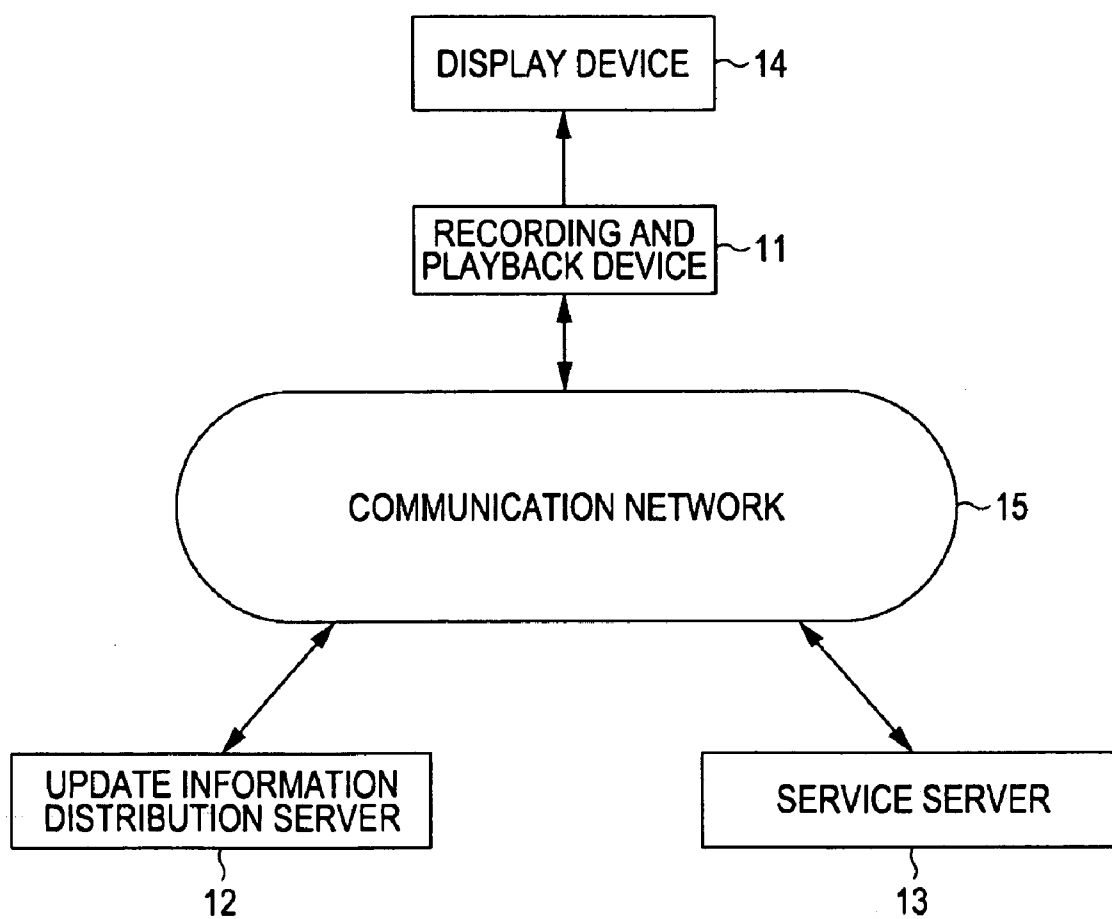 DISPLAY DEVICE
14
RECORDING AND
PLAYBACK DEVICE
11
COMMUNICATION NETWORK
15
UPDATE INFORMATION
DISTRIBUTION SERVER
12
SERVICE SERVER
13